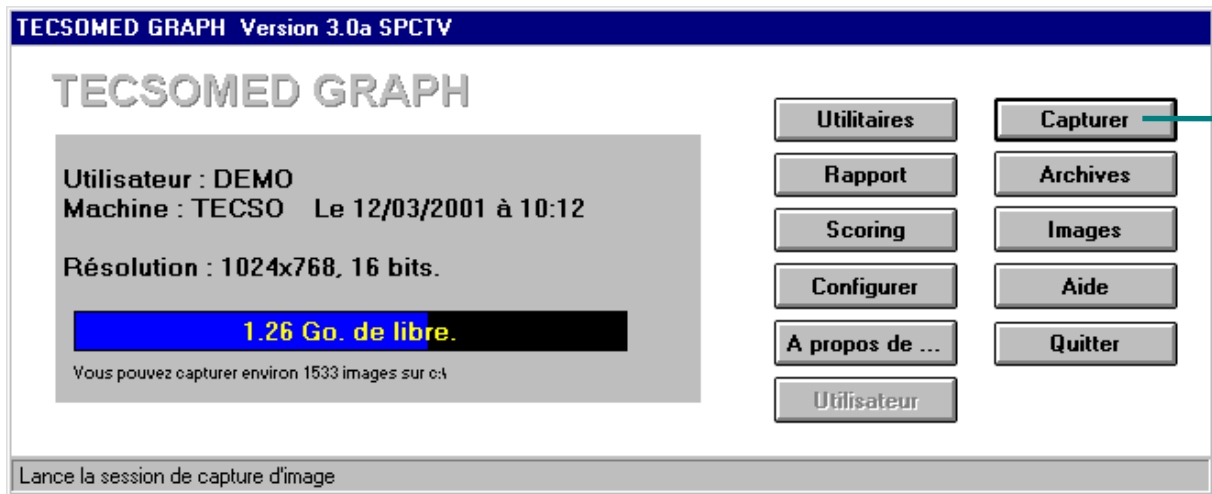 TECSOMED GRAPH Version 3.0a SPCTV
TECSOMED GRAPH
Utilisateur : DEMO
Machine : TECSO Le 12/03/2001 à 10:12
Résolution : 1024x768, 16 bits.
1.26 Go. de libre.
Vous pouvez capturer environ 1533 images sur c:\
Utilitaires
Capturer
Rapport
Archives
Scoring
Images
Configurer
Aide
A propos de ...
Quitter
Utilisateur
Lance la session de capture d'image